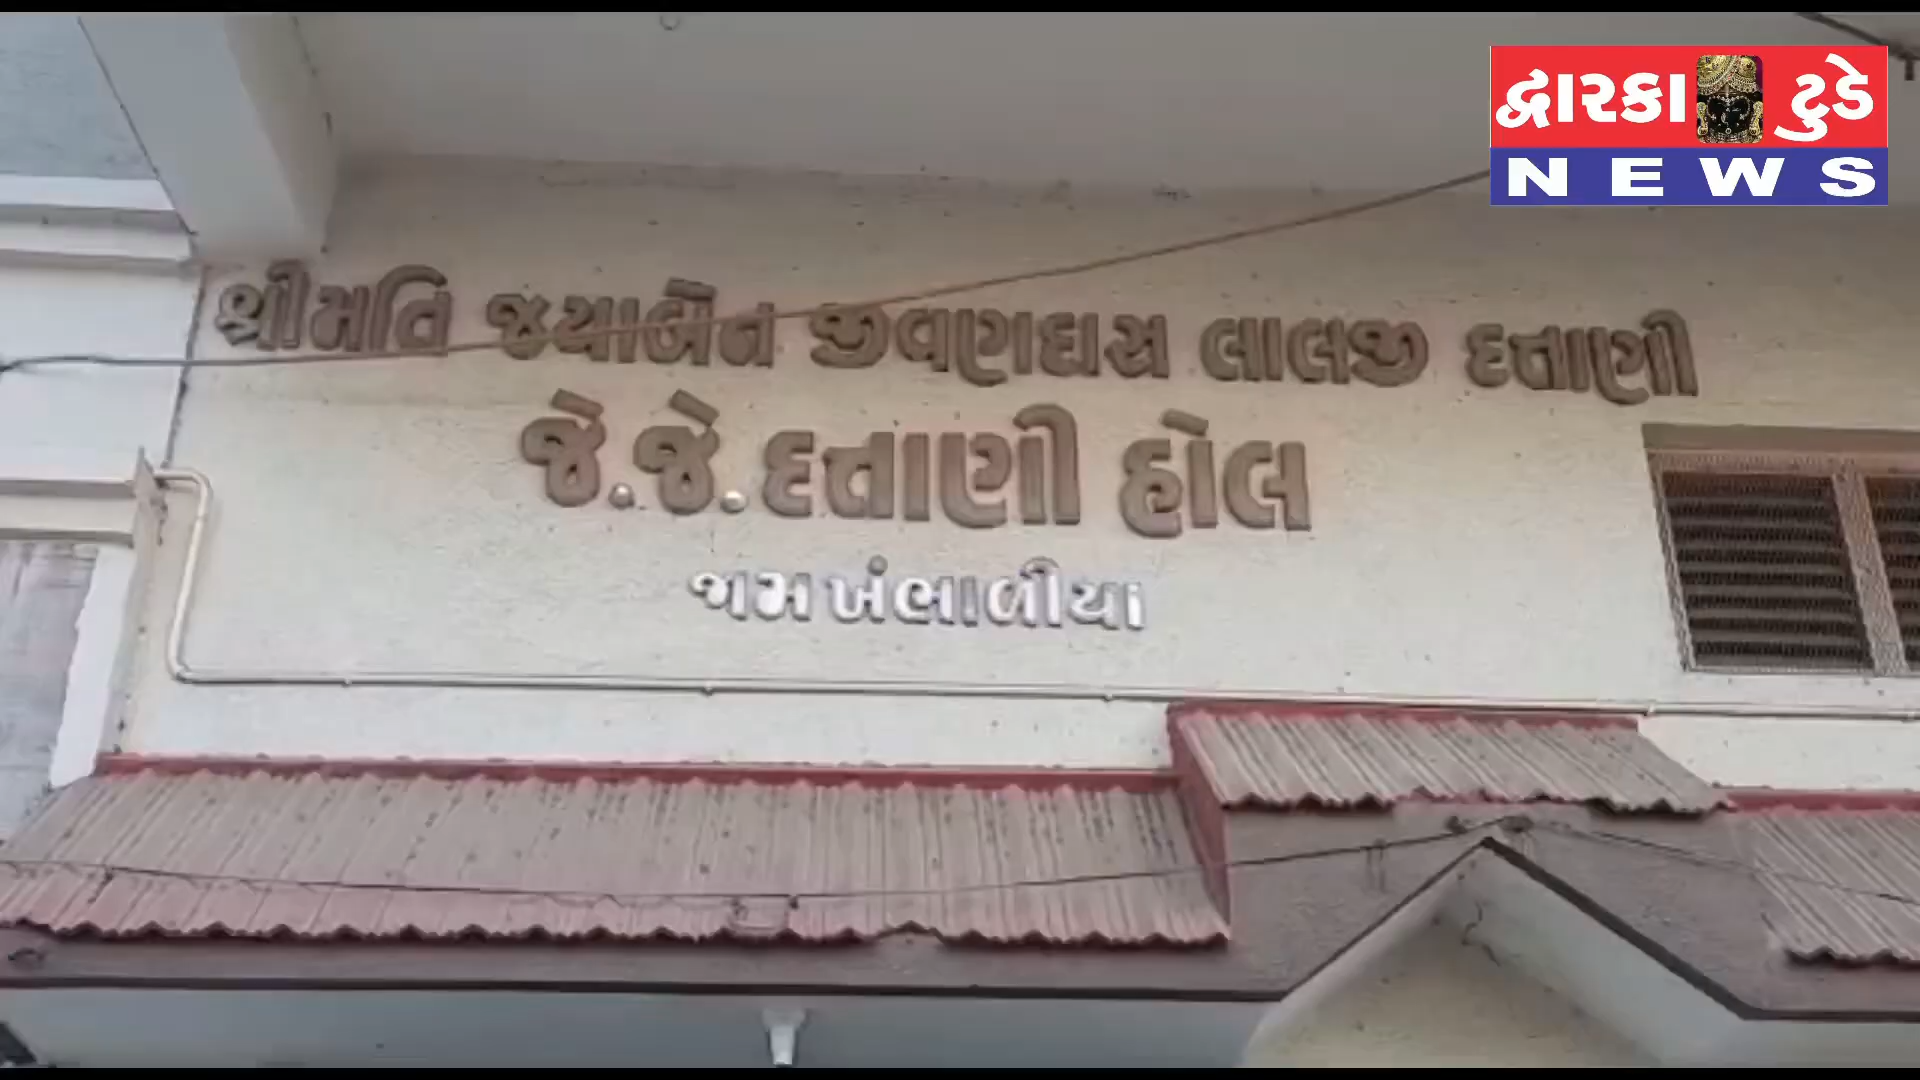 દ્વારકા ટુડે
NEWS
શ્રીમતિ જયાબેન જીવણદાસ લાલજી દત્તાણી
જે.જે.દત્તાણી હોલ
જામ ખંભાળીયા